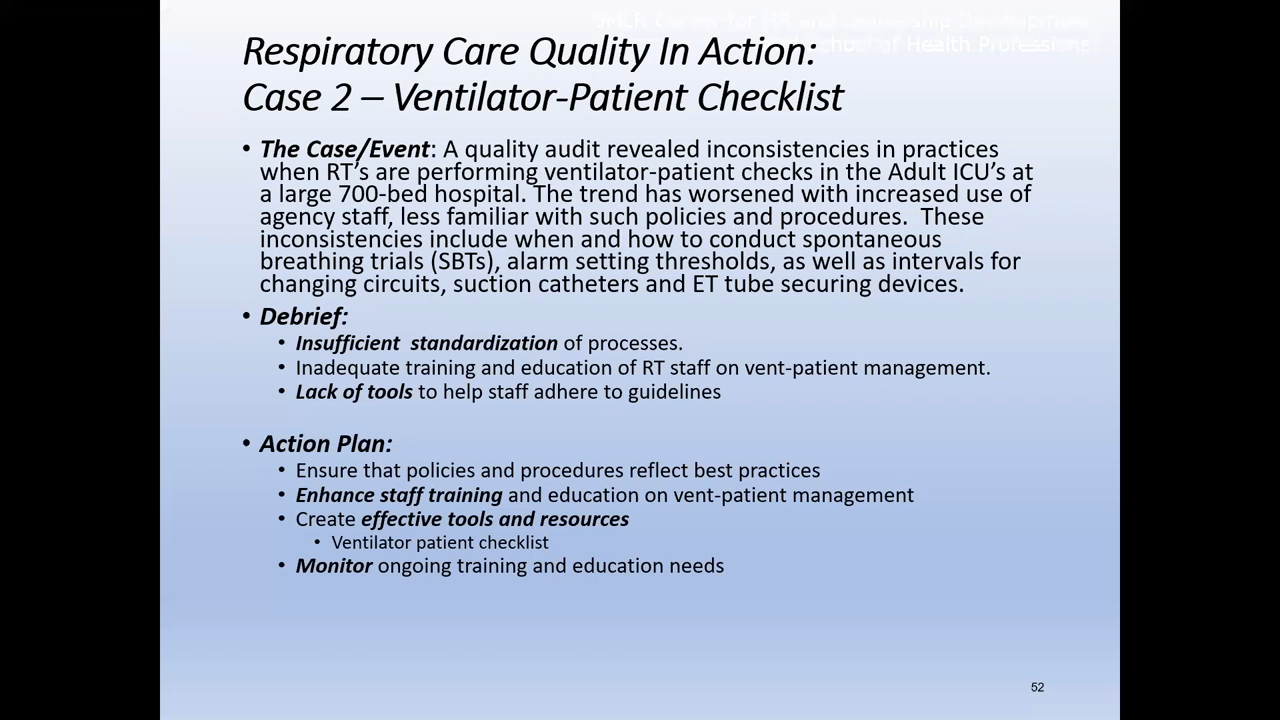 SMLR Center for HR and Leadership Development
School of Health Professions
Respiratory Care Quality In Action:
Case 2 – Ventilator-Patient Checklist
• The Case/Event: A quality audit revealed inconsistencies in practices
when RT’s are performing ventilator-patient checks in the Adult ICU’s at
a large 700-bed hospital. The trend has worsened with increased use of
agency staff, less familiar with such policies and procedures.  These
inconsistencies include when and how to conduct spontaneous
breathing trials (SBTs), alarm setting thresholds, as well as intervals for
changing circuits, suction catheters and ET tube securing devices.
• Debrief:
• Insufficient  standardization of processes.
• Inadequate training and education of RT staff on vent-patient management.
• Lack of tools to help staff adhere to guidelines
• Action Plan:
• Ensure that policies and procedures reflect best practices
• Enhance staff training and education on vent-patient management
• Create effective tools and resources
• Ventilator patient checklist
• Monitor ongoing training and education needs
52